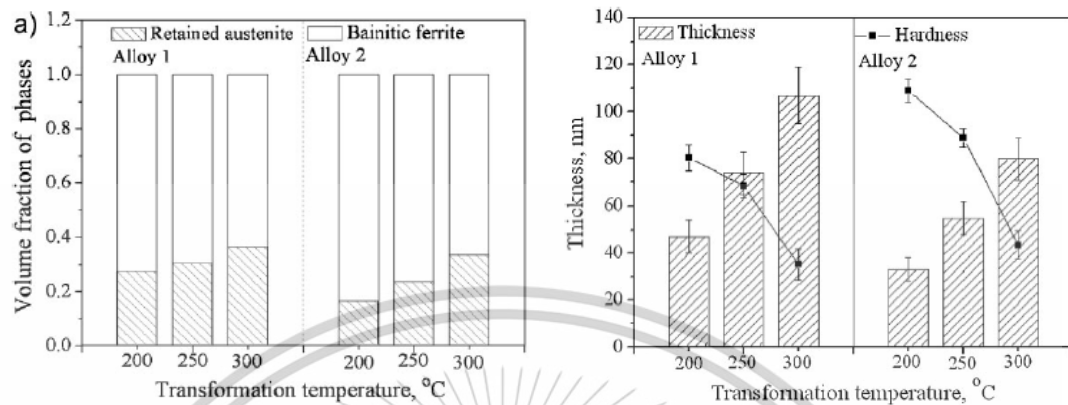 a)
1.2
1.0
0.8
0.6
0.4
0.2
0.0
Volume fraction of phases
Retained austenite
Bainitic ferrite
Alloy 1
Alloy 2
200 250 300 200 250 300
Transformation temperature, °C
140
120
100
80
60
40
20
0
Thickness, nm
Thickness
Hardness
Alloy 1
Alloy 2
200 250 300 200 250 300
Transformation temperature, °C